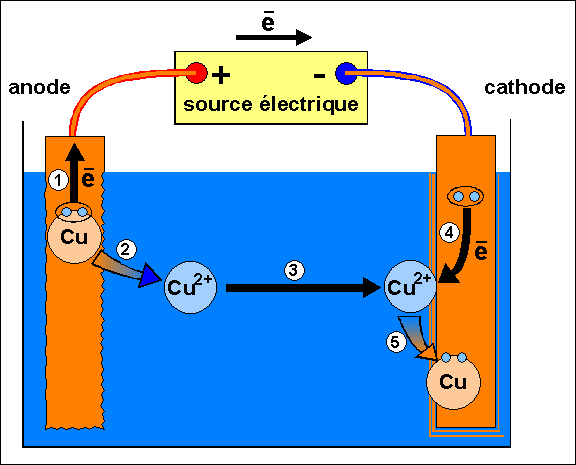 ē
anode
+ -
source électrique
cathode
1
ē
Cu
2
Cu2+
3
Cu2+
4
ē
5
Cu